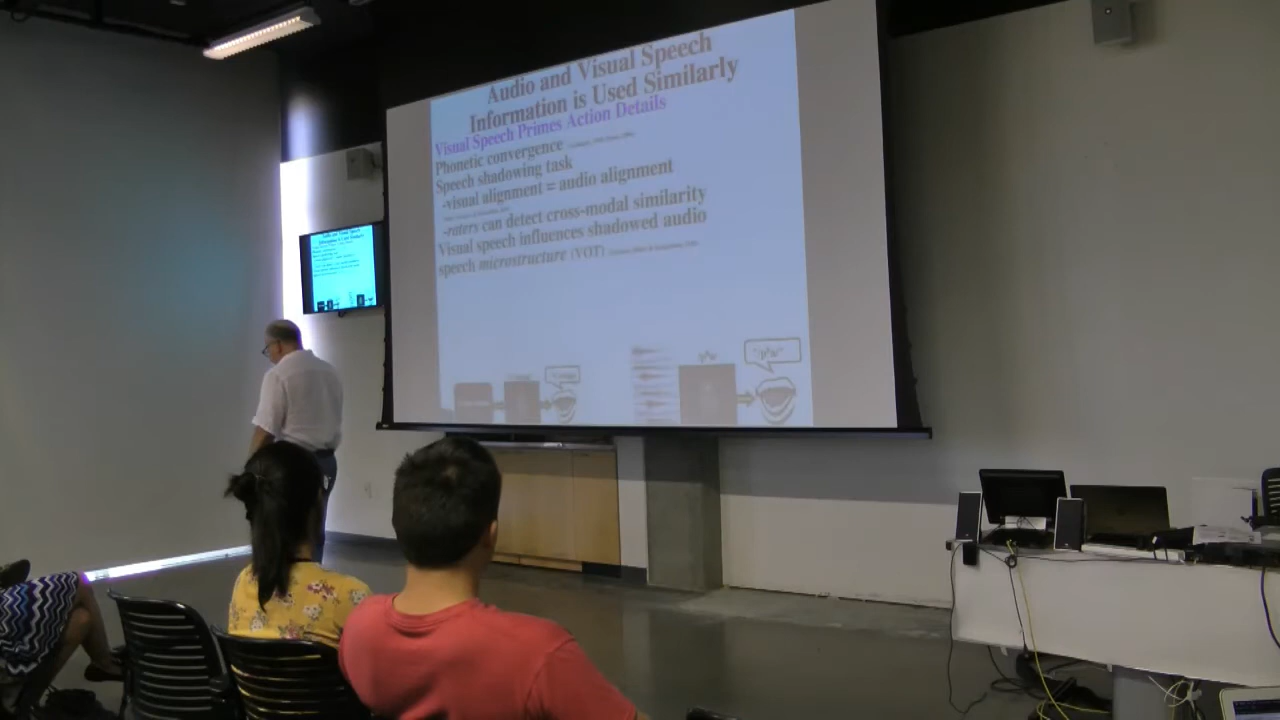 Audio and Visual Speech
Information is Used Similarly
Visual Speech Primes Action Details
Phonetic convergence
Speech shadowing task
-visual alignment = audio alignment
-raters can detect cross-modal similarity
Visual speech influences shadowed audio
speech microstructure (VOT)